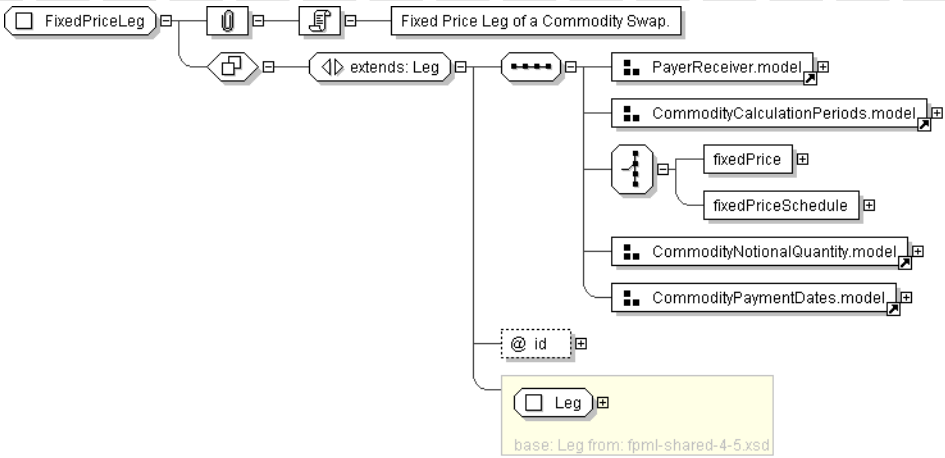 FixedPriceLeg
Fixed Price Leg of a Commodity Swap.
extends: Leg
PayerReceiver.model
CommodityCalculationPeriods.model
fixedPrice
fixedPriceSchedule
CommodityNotionalQuantity.model
CommodityPaymentDates.model
@ id
Leg
base: Leg from: fpml-shared-4-5.xsd